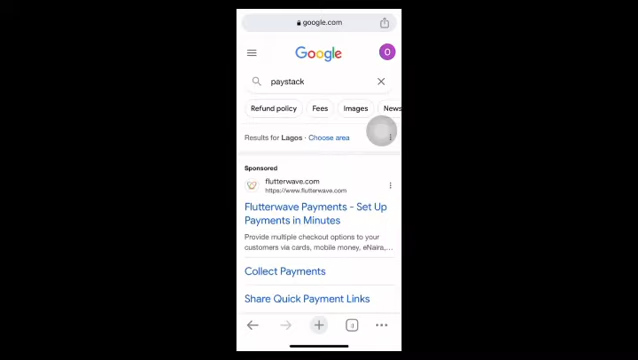 google.com
Google
O
paystack
Refund policy Fees Images News
Results for Lagos · Choose area
Sponsored
flutterwave.com
https://www.flutterwave.com
Flutterwave Payments - Set Up
Payments in Minutes
Provide multiple checkout options to your
customers via cards, mobile money, eNaira,...
Collect Payments
Share Quick Payment Links